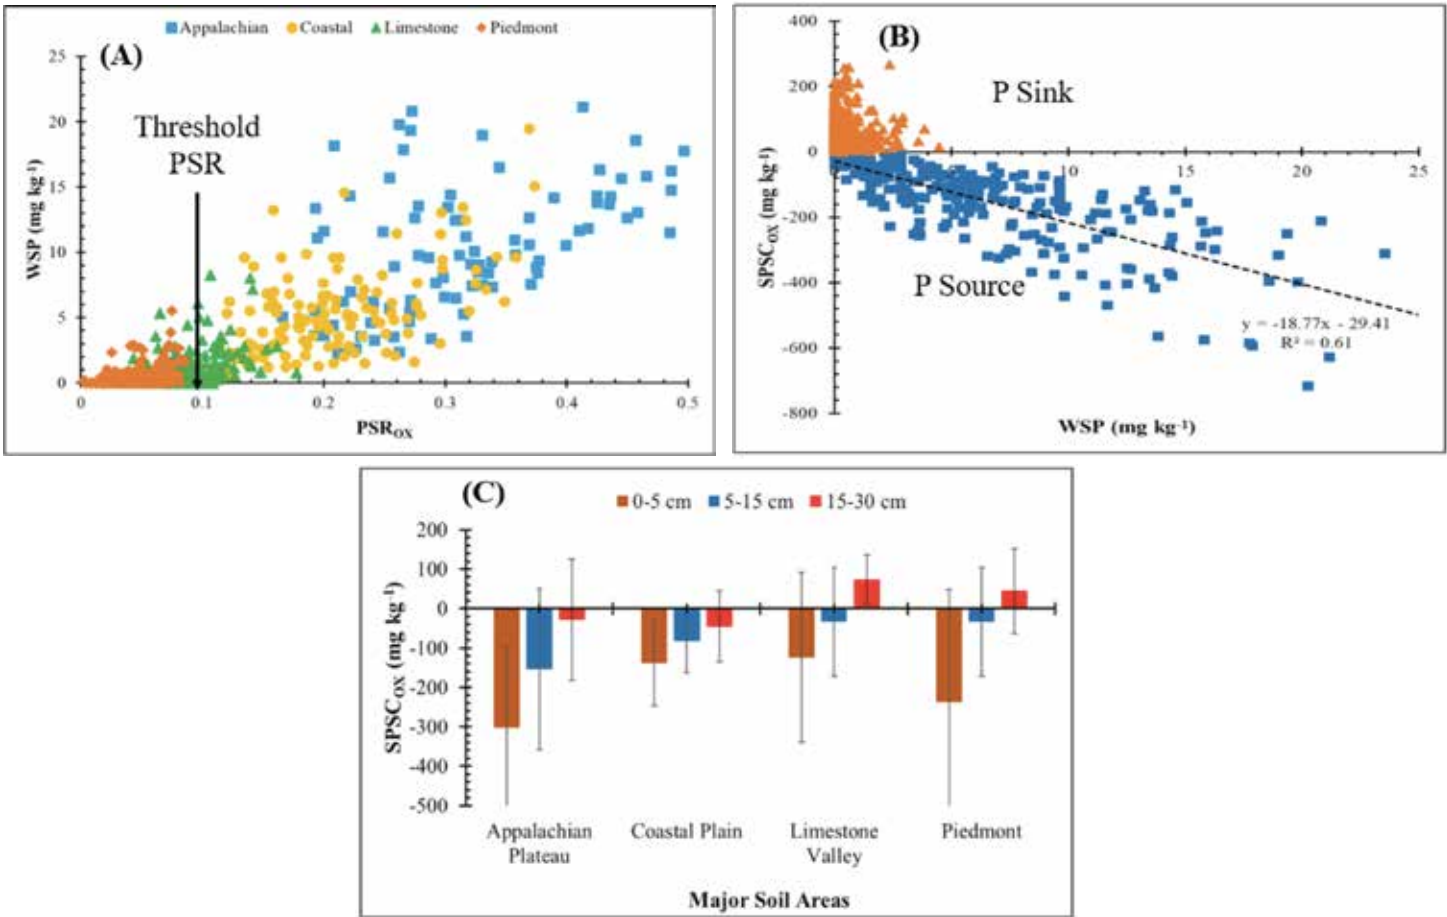 Appalachian Coastal Limestone Piedmont
(A)
25
20
15
10
5
0
WSP (mg kg-1)
Threshold
PSR
0 0.1 0.2 0.3 0.4 0.5
PSROX
(B)
400
200
0
-200
-400
-600
-800
SPSCOX (mg kg-1)
P Sink
10 15 20 25
P Source
y = -18.77x - 29.41
R² = 0.61
WSP (mg kg-1)
(C)
0-5 cm 5-15 cm 15-30 cm
200
100
0
-100
-200
-300
-400
-500
SPSCOX (mg kg-1)
Appalachian Coastal Plain Limestone Piedmont
Plateau Valley
Major Soil Areas